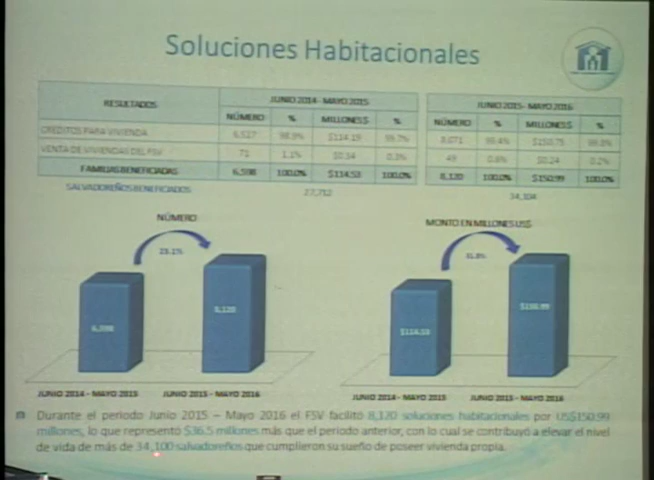 Soluciones Habitacionales
RESULTADOS
JUNIO 2014- MAYO 2015
JUNIO 2015- MAYO 2016
NÚMERO % MILLONES $ % NÚMERO % MILLONES $ %
CREDITOS PARA VIVIENDA 6,527 98.9% $114.19 99.7% 8,071 99.4% $150.75 99.8%
VENTA DE VIVIENDAS DEL FSV 71 1.1% $0.34 0.3% 49 0.6% $0.24 0.2%
FAMILIAS BENEFICIADAS 6,598 100.0% $114.53 100.0% 8,120 100.0% $150.99 100.0%
SALVADOREÑOS BENEFICIADOS 27,712 34,104
NÚMERO
MONTO EN MILLONES US$
23.1%
31.8%
6,598
8,120
$114.53
$150.99
JUNIO 2014 - MAYO 2015 JUNIO 2015 - MAYO 2016
JUNIO 2014 - MAYO 2015 JUNIO 2015 - MAYO 2016
Durante el periodo Junio 2015 – Mayo 2016 el FSV facilitó 8,120 soluciones habitacionales por US$150.99
millones, lo que representó $36.5 millones más que el periodo anterior, con lo cual se contribuyó a elevar el nivel
de vida de más de 34,100 salvadoreños que cumplieron su sueño de poseer vivienda propia.